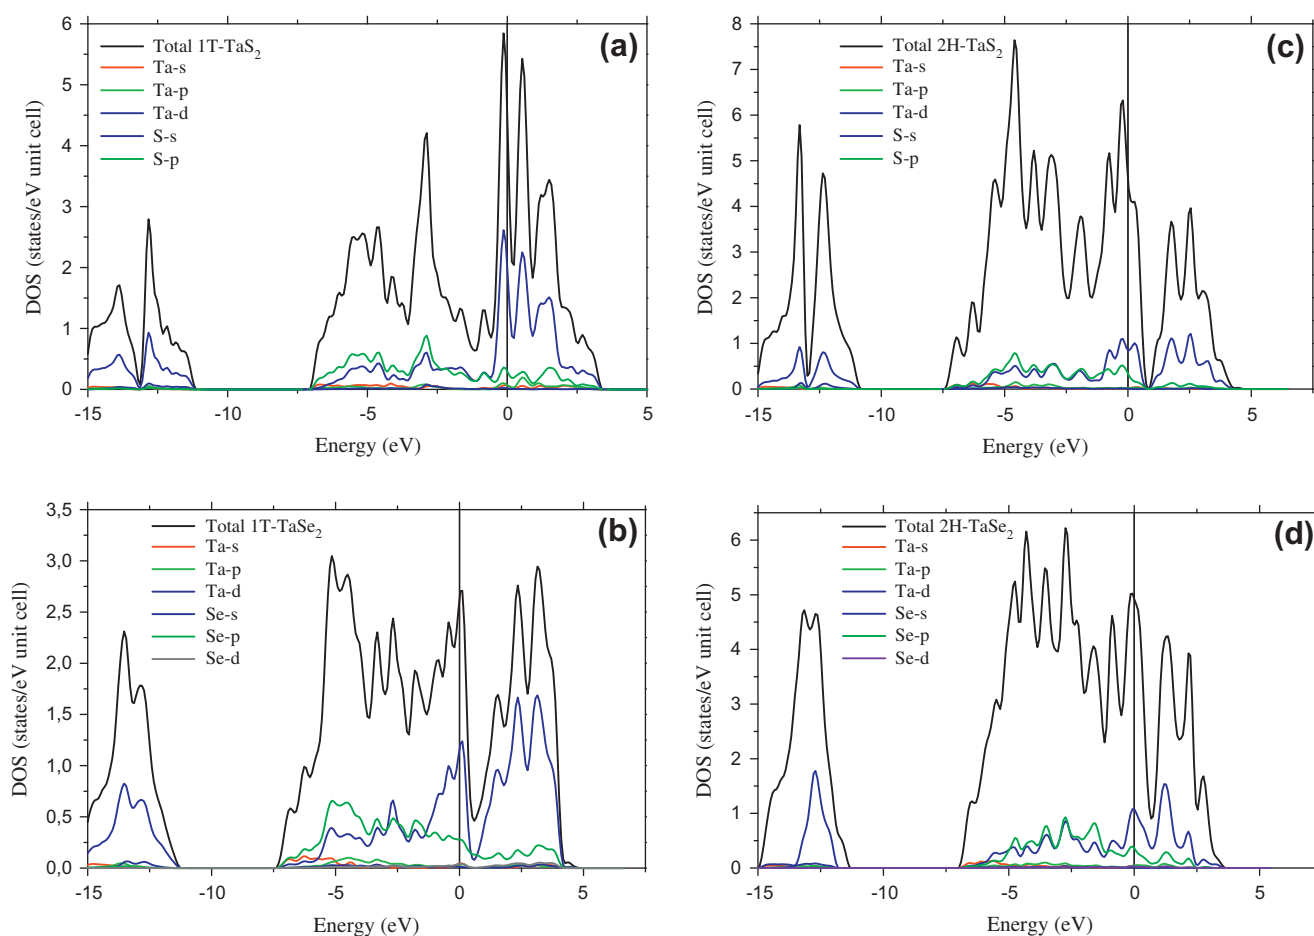 (a)
Total 1T-TaS₂
Ta-s
Ta-p
Ta-d
S-s
S-p
DOS (states/eV unit cell)
6
5
4
3
2
1
0
-15 -10 -5 0 5
Energy (eV)
(c)
Total 2H-TaS₂
Ta-s
Ta-p
Ta-d
S-s
S-p
DOS (states/eV unit cell)
8
7
6
5
4
3
2
1
0
-15 -10 -5 0 5
Energy (eV)
(b)
Total 1T-TaSe₂
Ta-s
Ta-p
Ta-d
Se-s
Se-p
Se-d
DOS (states/eV unit cell)
3,5
3,0
2,5
2,0
1,5
1,0
0,5
0,0
-15 -10 -5 0 5
Energy (eV)
(d)
Total 2H-TaSe₂
Ta-s
Ta-p
Ta-d
Se-s
Se-p
Se-d
DOS (states/eV unit cell)
6
5
4
3
2
1
0
-15 -10 -5 0 5
Energy (eV)